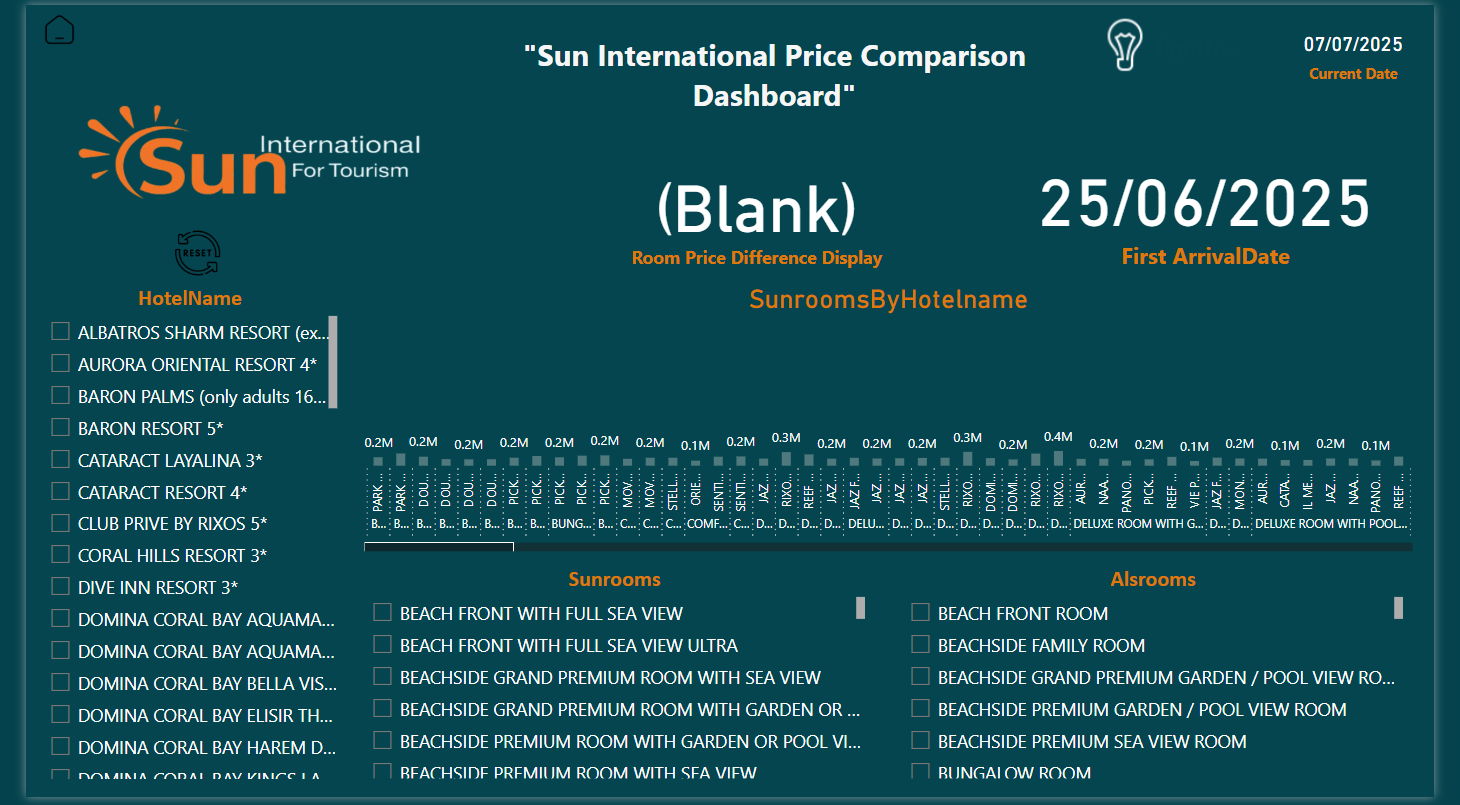 "Sun International Price Comparison
Dashboard"
07/07/2025
Current Date
Sun International
For Tourism
(Blank)
Room Price Difference Display
25/06/2025
First ArrivalDate
RESET
HotelName
SunroomsByHotelname
ALBATROS SHARM RESORT (ex...
AURORA ORIENTAL RESORT 4*
BARON PALMS (only adults 16...
BARON RESORT 5*
CATARACT LAYALINA 3*
CATARACT RESORT 4*
CLUB PRIVE BY RIXOS 5*
CORAL HILLS RESORT 3*
DIVE INN RESORT 3*
DOMINA CORAL BAY AQUAMA...
DOMINA CORAL BAY AQUAMA...
DOMINA CORAL BAY BELLA VIS...
DOMINA CORAL BAY ELISIR TH...
DOMINA CORAL BAY HAREM D...
DOMINA CORAL BAY KINGS LA...
0.2M 0.2M 0.2M 0.2M 0.2M 0.2M 0.2M 0.1M 0.2M 0.3M 0.2M 0.2M 0.2M 0.3M 0.2M 0.4M 0.2M 0.2M 0.1M 0.2M 0.1M 0.2M 0.1M
PARK ... PARK ... DOU... DOU... DOU... DOU... PICK... PICK... PICK... PICK... PICK... MOV... MOV... STELL... ORIE... SENTI... SENTI... JAZ... RIXO... REEF ... JAZ... JAZ F... JAZ... JAZ... JAZ... STELL... RIXO... DOMI... DOMI... RIXO... RIXO... AUR... NAA... PANO... PICK... REEF ... VIE P... JAZ F... MON... AUR... CATA... IL ME... JAZ... NAA... PANO... REEF ...
B... B... B... B... B... B... B... B... BUNG... B... C... C... C... COMF... C... D... D... D... D... DELU... D... D... D... D... D... D... D... D... DELUXE ROOM WITH G... D... D... DELUXE ROOM WITH POOL...
Sunrooms
BEACH FRONT WITH FULL SEA VIEW
BEACH FRONT WITH FULL SEA VIEW ULTRA
BEACHSIDE GRAND PREMIUM ROOM WITH SEA VIEW
BEACHSIDE GRAND PREMIUM ROOM WITH GARDEN OR ...
BEACHSIDE PREMIUM ROOM WITH GARDEN OR POOL VI...
BEACHSIDE PREMIUM ROOM WITH SEA VIEW
Alsrooms
BEACH FRONT ROOM
BEACHSIDE FAMILY ROOM
BEACHSIDE GRAND PREMIUM GARDEN / POOL VIEW RO...
BEACHSIDE PREMIUM GARDEN / POOL VIEW ROOM
BEACHSIDE PREMIUM SEA VIEW ROOM
BUNGALOW ROOM